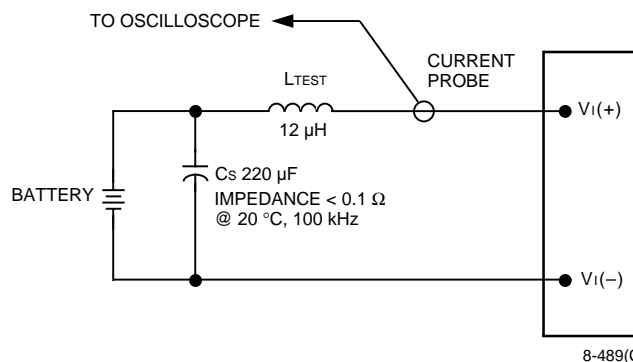 TO OSCILLOSCOPE
CURRENT
PROBE
LTEST
12 µH
VI(+)
CS 220 µF
IMPEDANCE < 0.1 Ω
@ 20 °C, 100 kHz
BATTERY
VI(–)